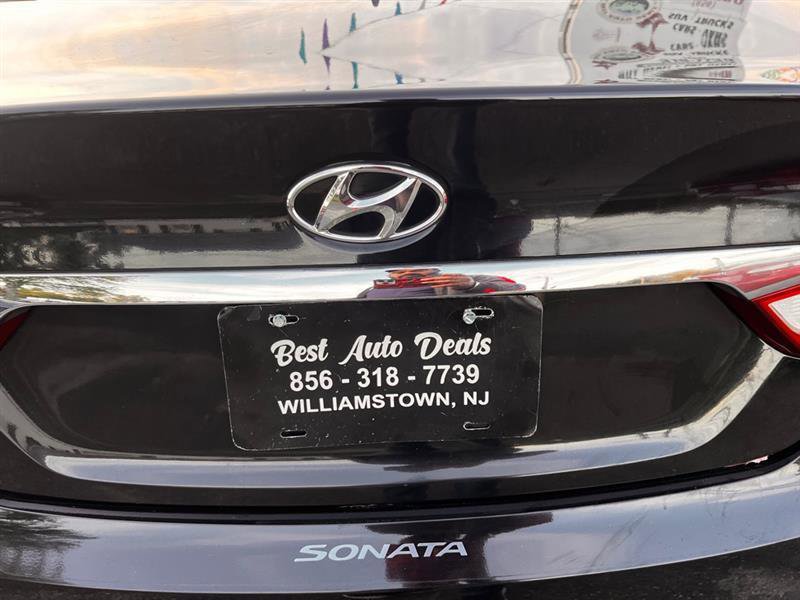 Best Auto Deals
856 - 318 - 7739
WILLIAMSTOWN, NJ
SONATA